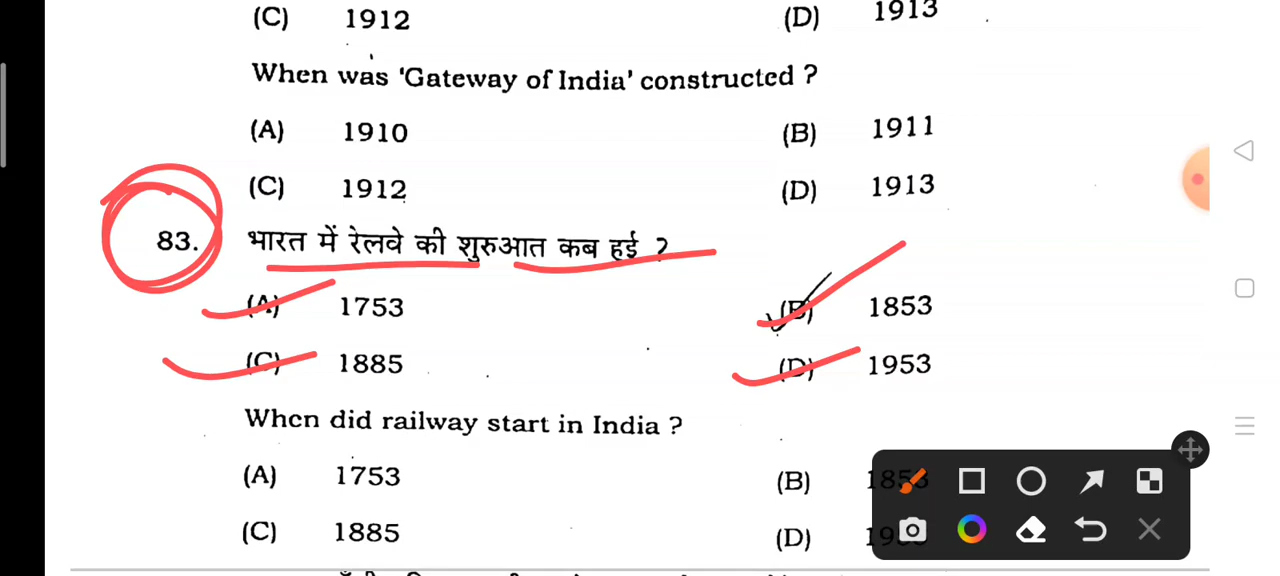 (C) 1912 (D) 1913
When was 'Gateway of India' constructed ?
(A) 1910 (B) 1911
(C) 1912 (D) 1913
83. भारत में रेलवे की शुरुआत कब हुई ?
(A) 1753 (B) 1853
(C) 1885 (D) 1953
When did railway start in India ?
(A) 1753 (B) 1853
(C) 1885 (D)